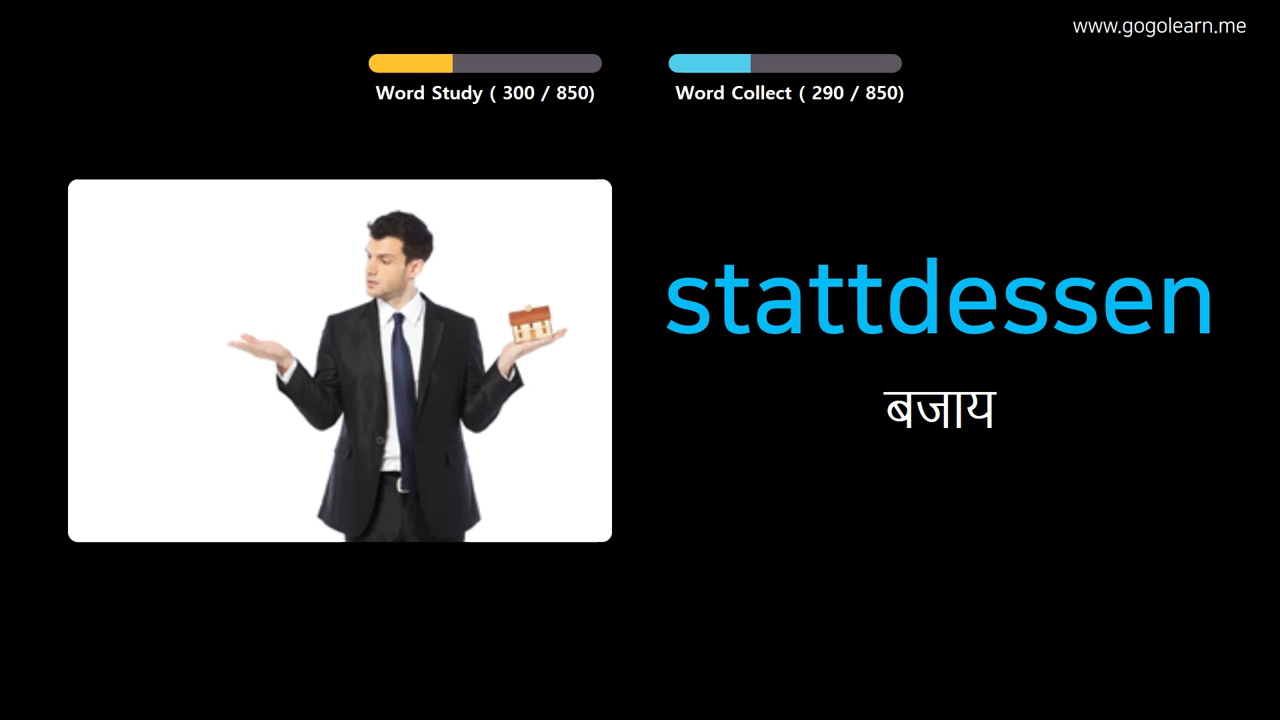 www.gogolearn.me
Word Study ( 300 / 850)
Word Collect ( 290 / 850)
stattdessen
बजाय